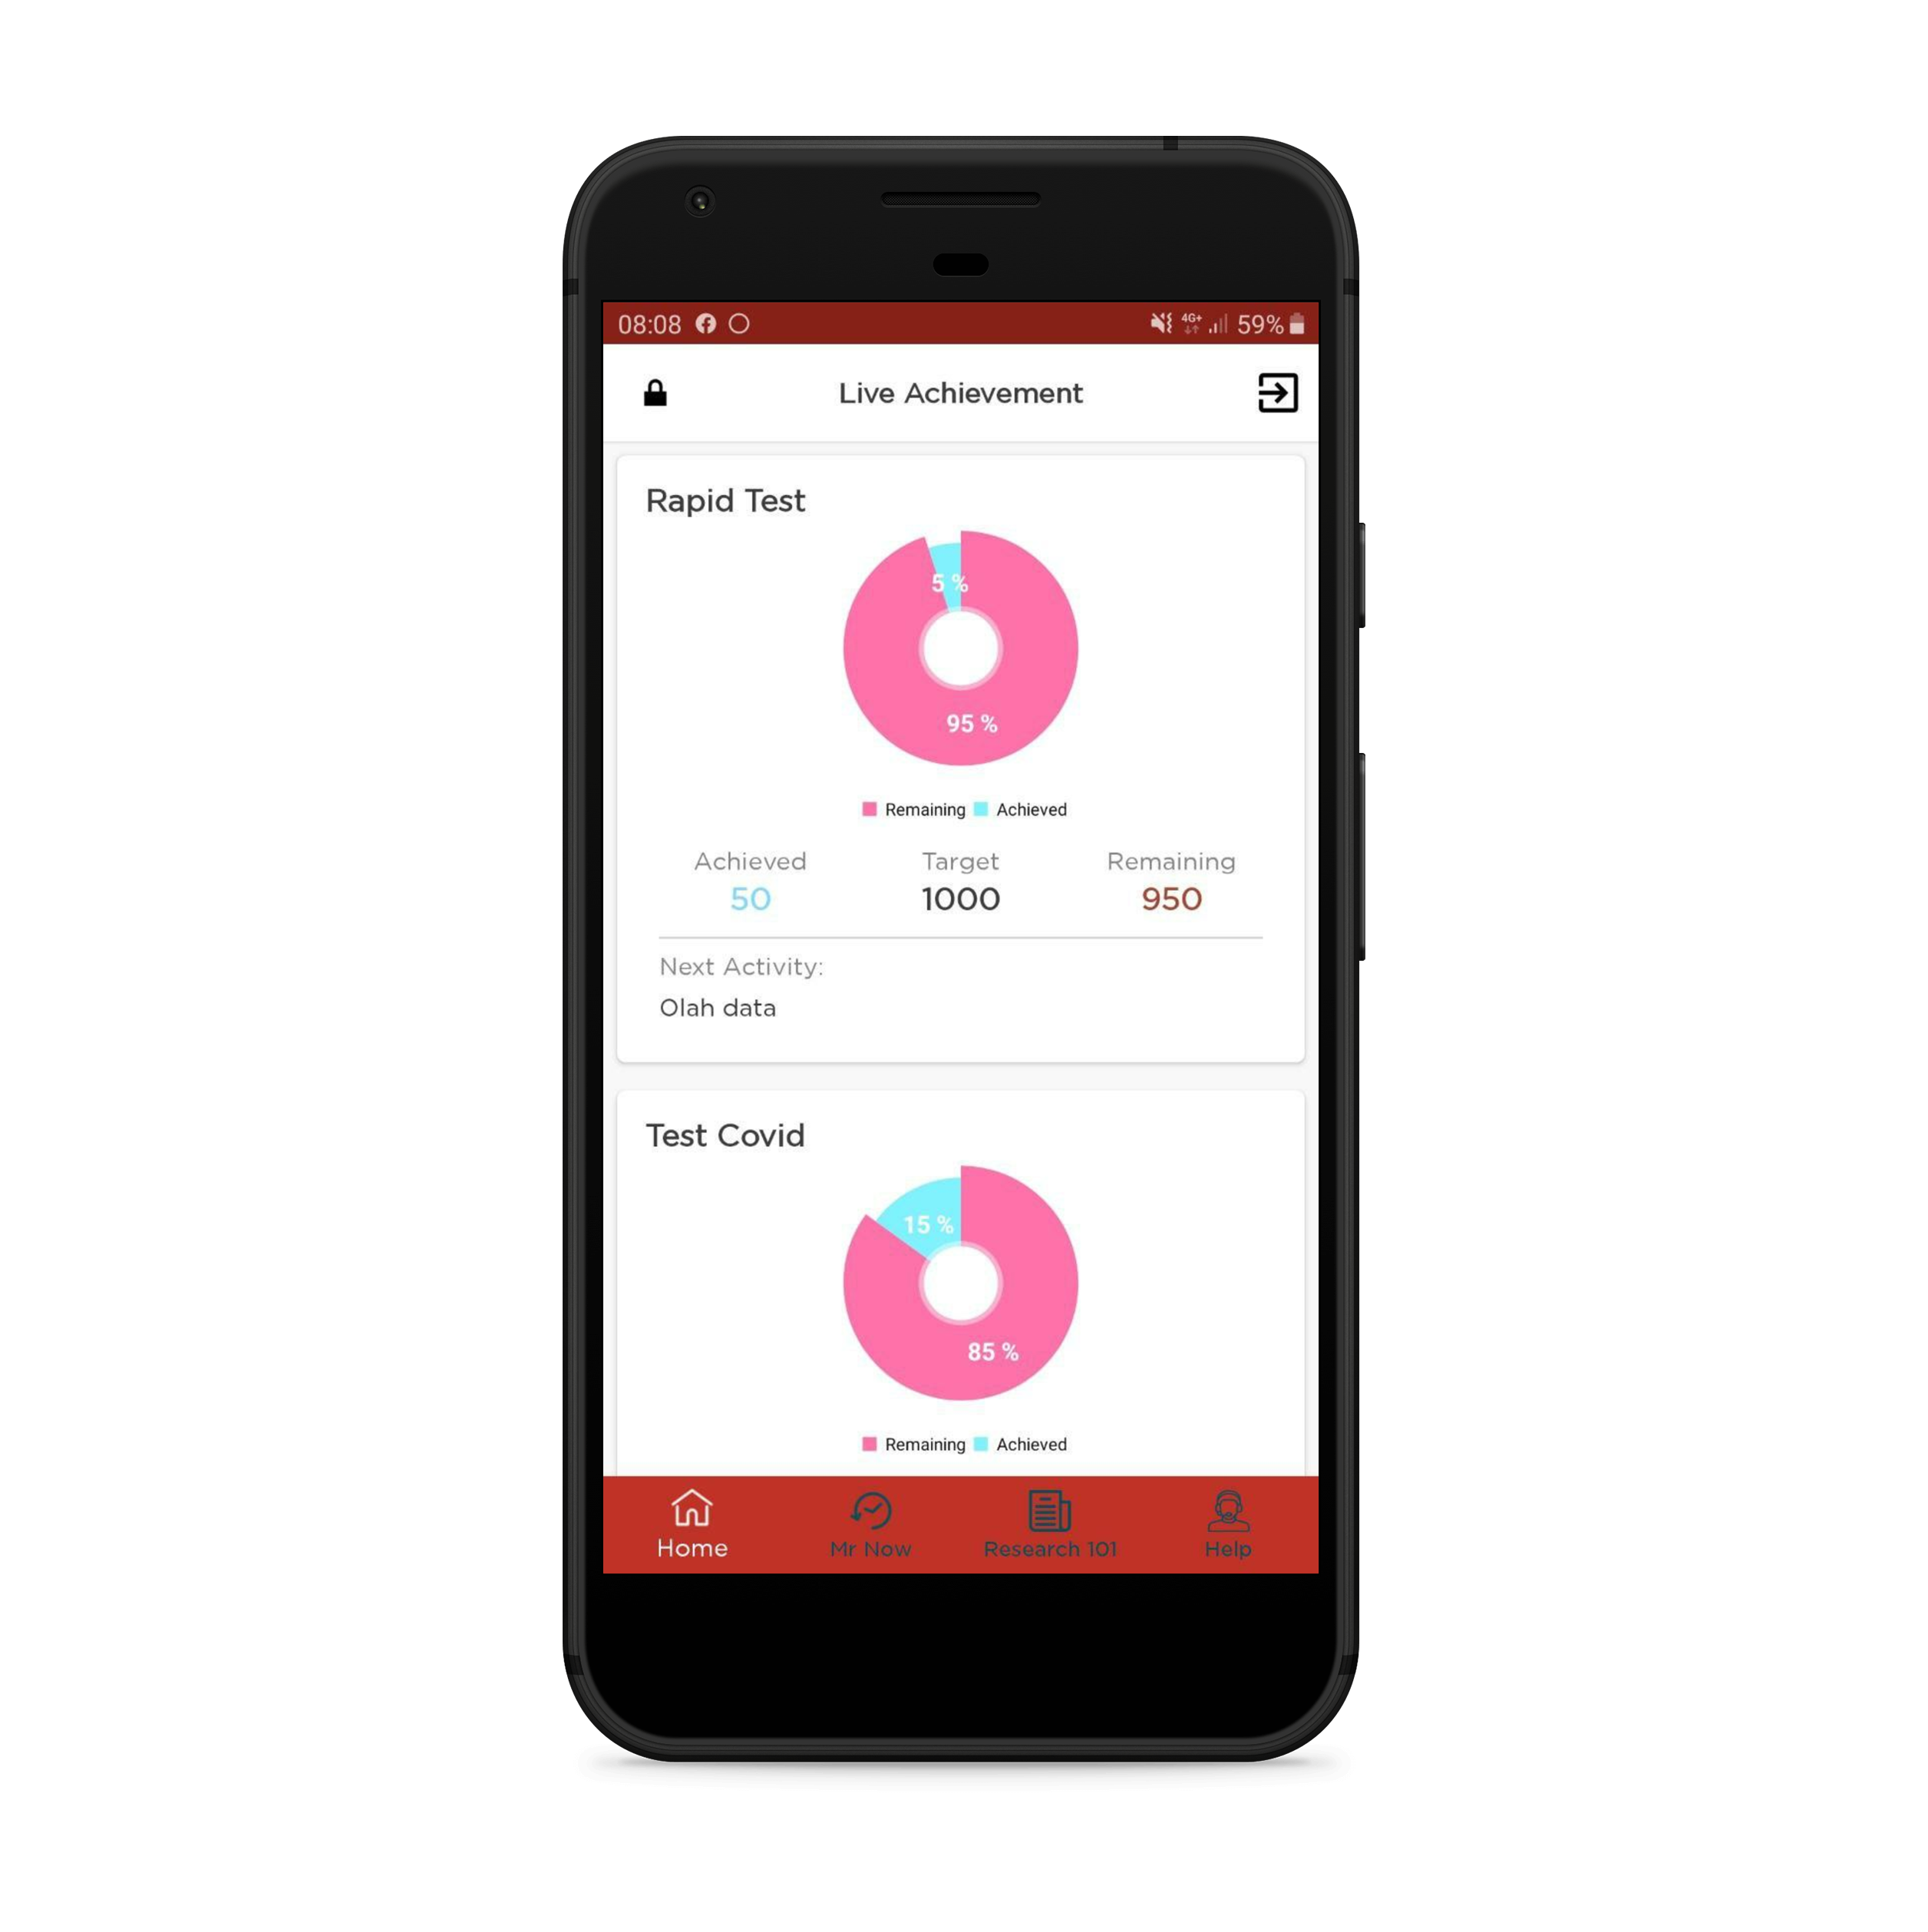 08:08 4G+ 59%
Live Achievement
Rapid Test
5 %
95 %
Remaining Achieved
Achieved Target Remaining
50 1000 950
Next Activity:
Olah data
Test Covid
15 %
85 %
Remaining Achieved
Home Mr Now Research 101 Help